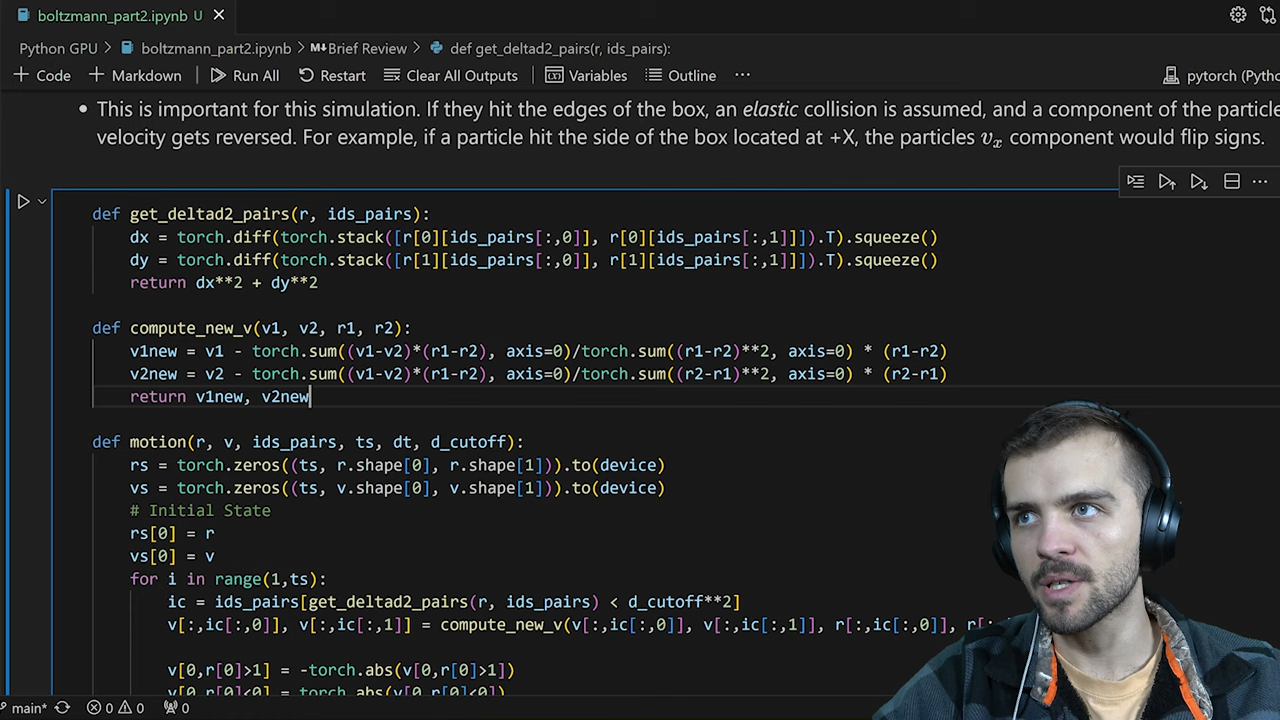 boltzmann_part2.ipynb U
Python GPU > boltzmann_part2.ipynb > M↓Brief Review > def get_deltad2_pairs(r, ids_pairs):
+ Code + Markdown Run All Restart Clear All Outputs Variables Outline ··· pytorch (Pytho
• This is important for this simulation. If they hit the edges of the box, an elastic collision is assumed, and a component of the particle
velocity gets reversed. For example, if a particle hit the side of the box located at +X, the particles vₓ component would flip signs.
def get_deltad2_pairs(r, ids_pairs):
dx = torch.diff(torch.stack([r[0][ids_pairs[:,0]], r[0][ids_pairs[:,1]]]).T).squeeze()
dy = torch.diff(torch.stack([r[1][ids_pairs[:,0]], r[1][ids_pairs[:,1]]]).T).squeeze()
return dx**2 + dy**2
def compute_new_v(v1, v2, r1, r2):
v1new = v1 - torch.sum((v1-v2)*(r1-r2), axis=0)/torch.sum((r1-r2)**2, axis=0) * (r1-r2)
v2new = v2 - torch.sum((v1-v2)*(r1-r2), axis=0)/torch.sum((r2-r1)**2, axis=0) * (r2-r1)
return v1new, v2new
def motion(r, v, ids_pairs, ts, dt, d_cutoff):
rs = torch.zeros((ts, r.shape[0], r.shape[1])).to(device)
vs = torch.zeros((ts, v.shape[0], v.shape[1])).to(device)
# Initial State
rs[0] = r
vs[0] = v
for i in range(1,ts):
ic = ids_pairs[get_deltad2_pairs(r, ids_pairs) < d_cutoff**2]
v[:,ic[:,0]], v[:,ic[:,1]] = compute_new_v(v[:,ic[:,0]], v[:,ic[:,1]], r[:,ic[:,0]], r[:
v[0,r[0]>1] = -torch.abs(v[0,r[0]>1])
v[0,r[0]<0] = torch.abs(v[0,r[0]<0])
main* 0 0 0